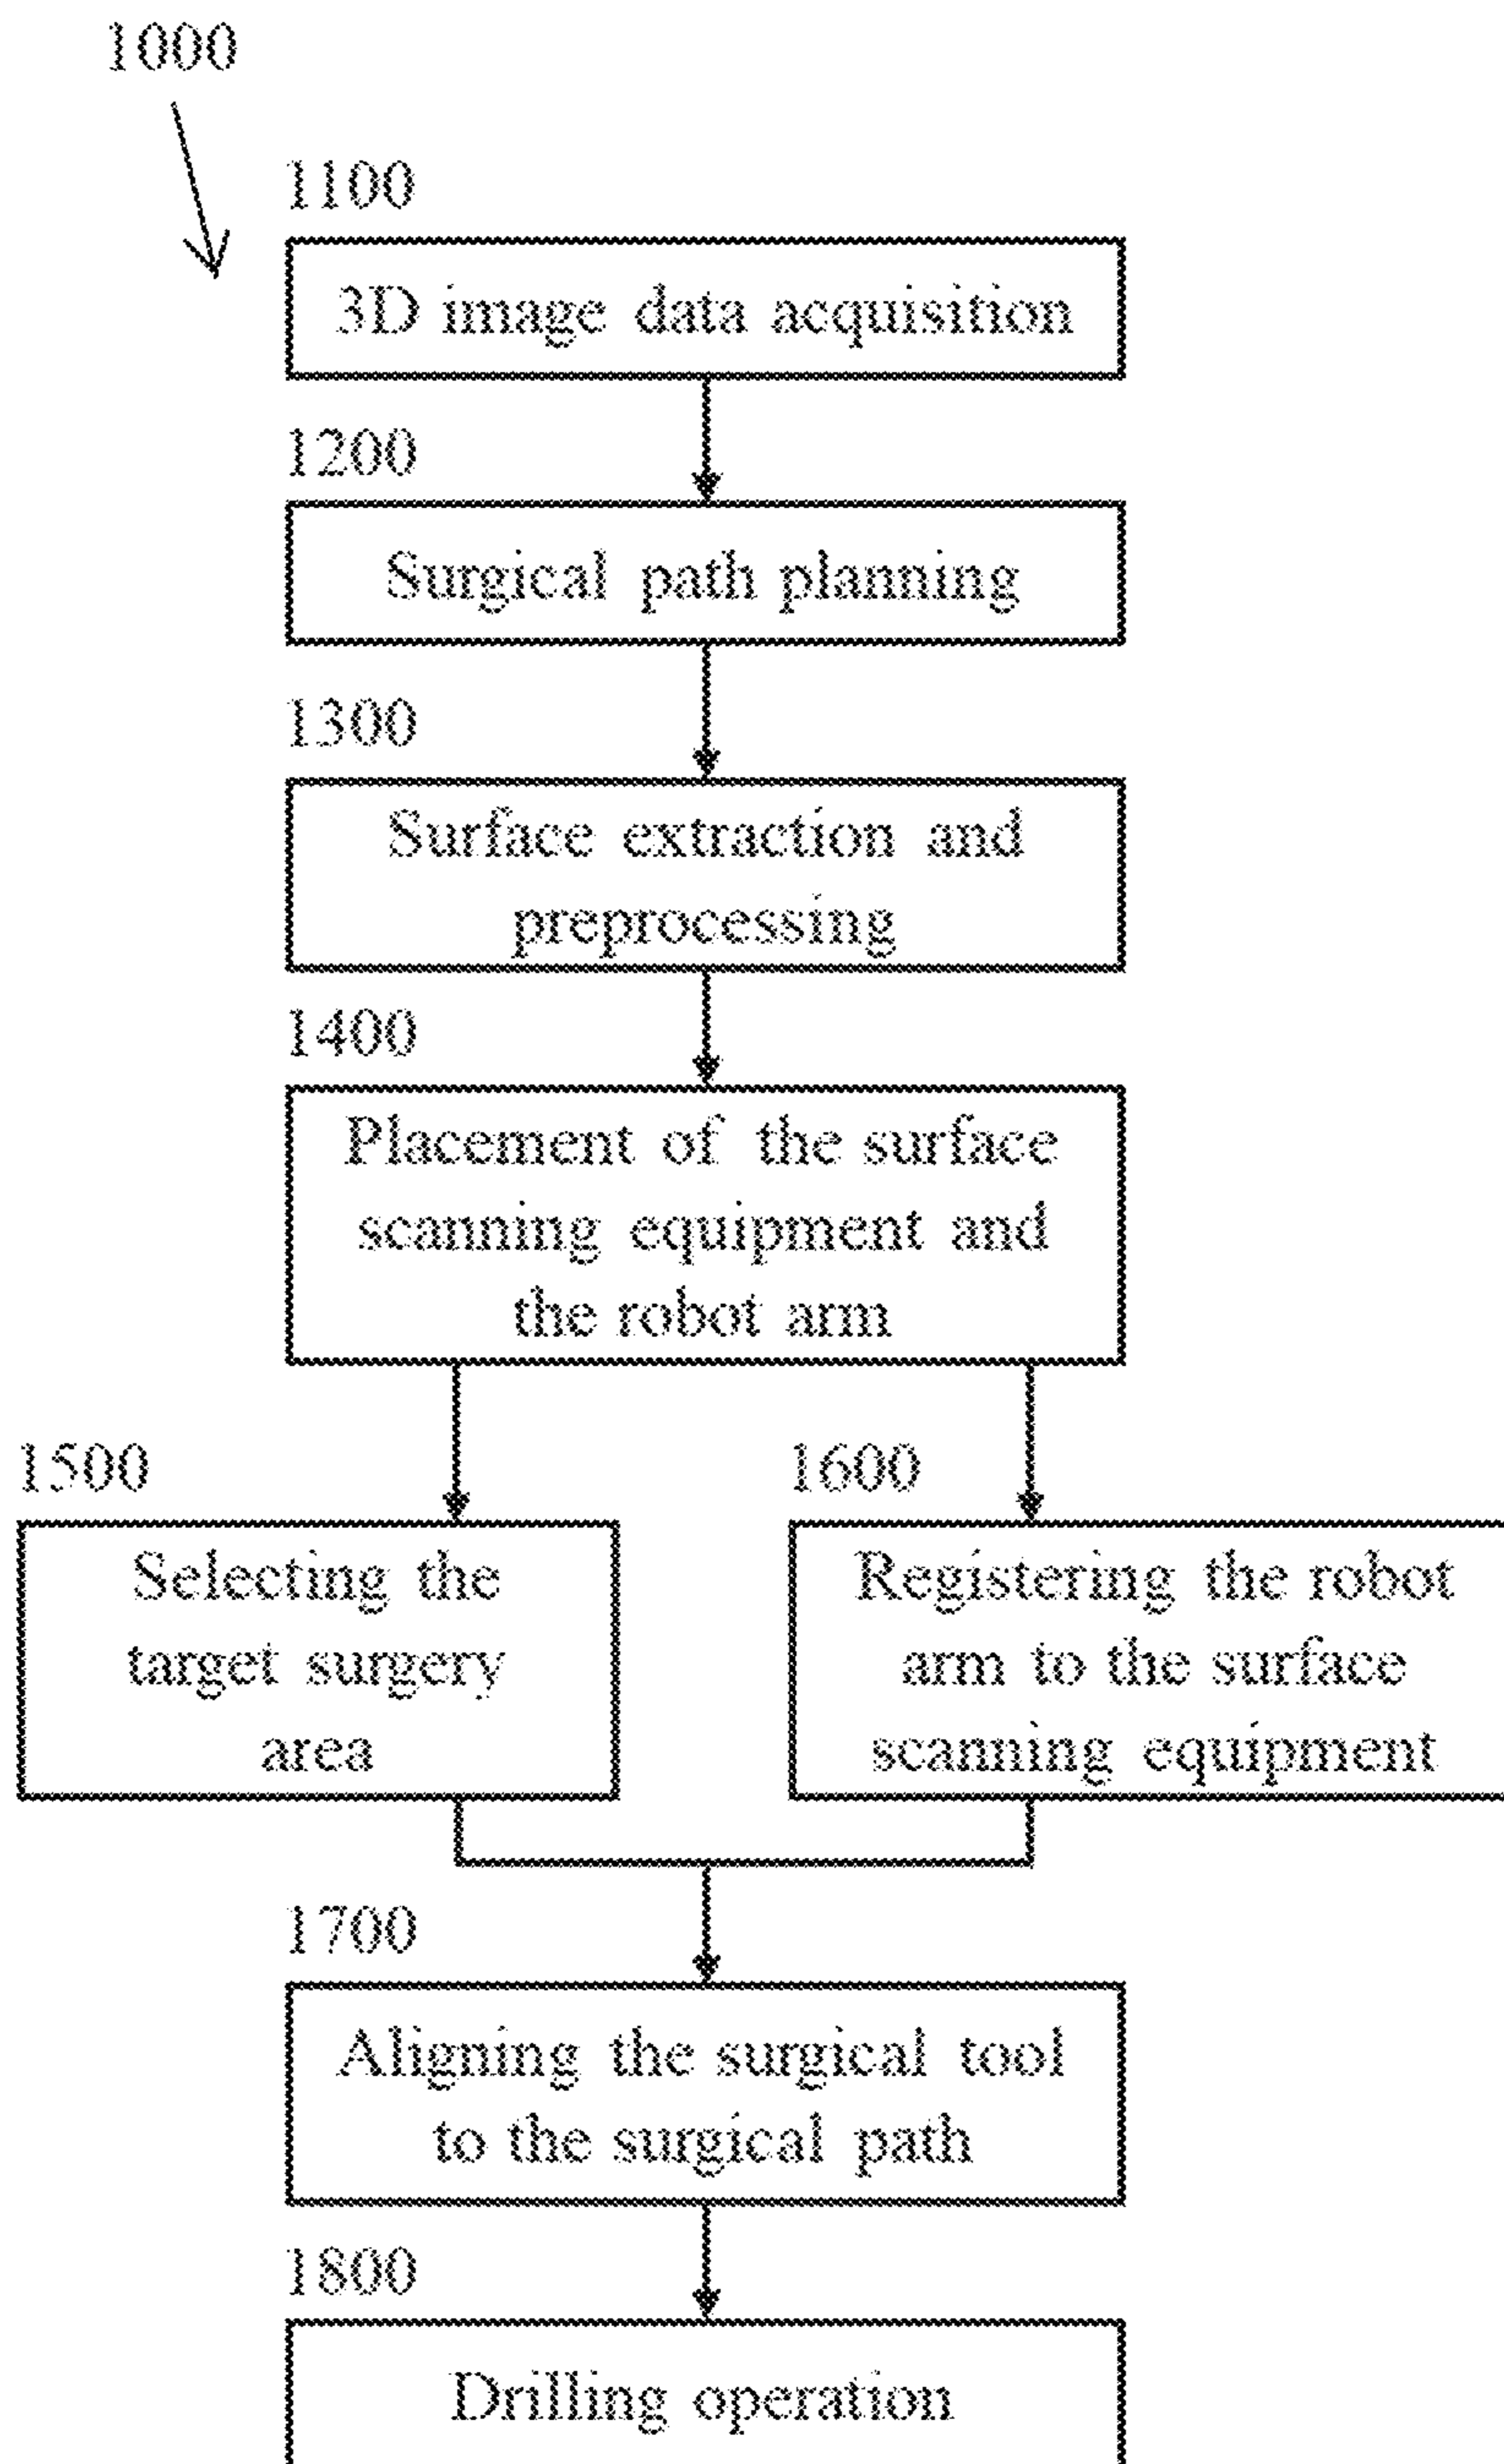 1000
1100
3D image data acquisition
1200
Surgical path planning
1300
Surface extraction and
preprocessing
1400
Placement of the surface
scanning equipment and
the robot arm
1500
Selecting the
target surgery
area
1600
Registering the robot
arm to the surface
scanning equipment
1700
Aligning the surgical tool
to the surgical path
1800
Drilling operation